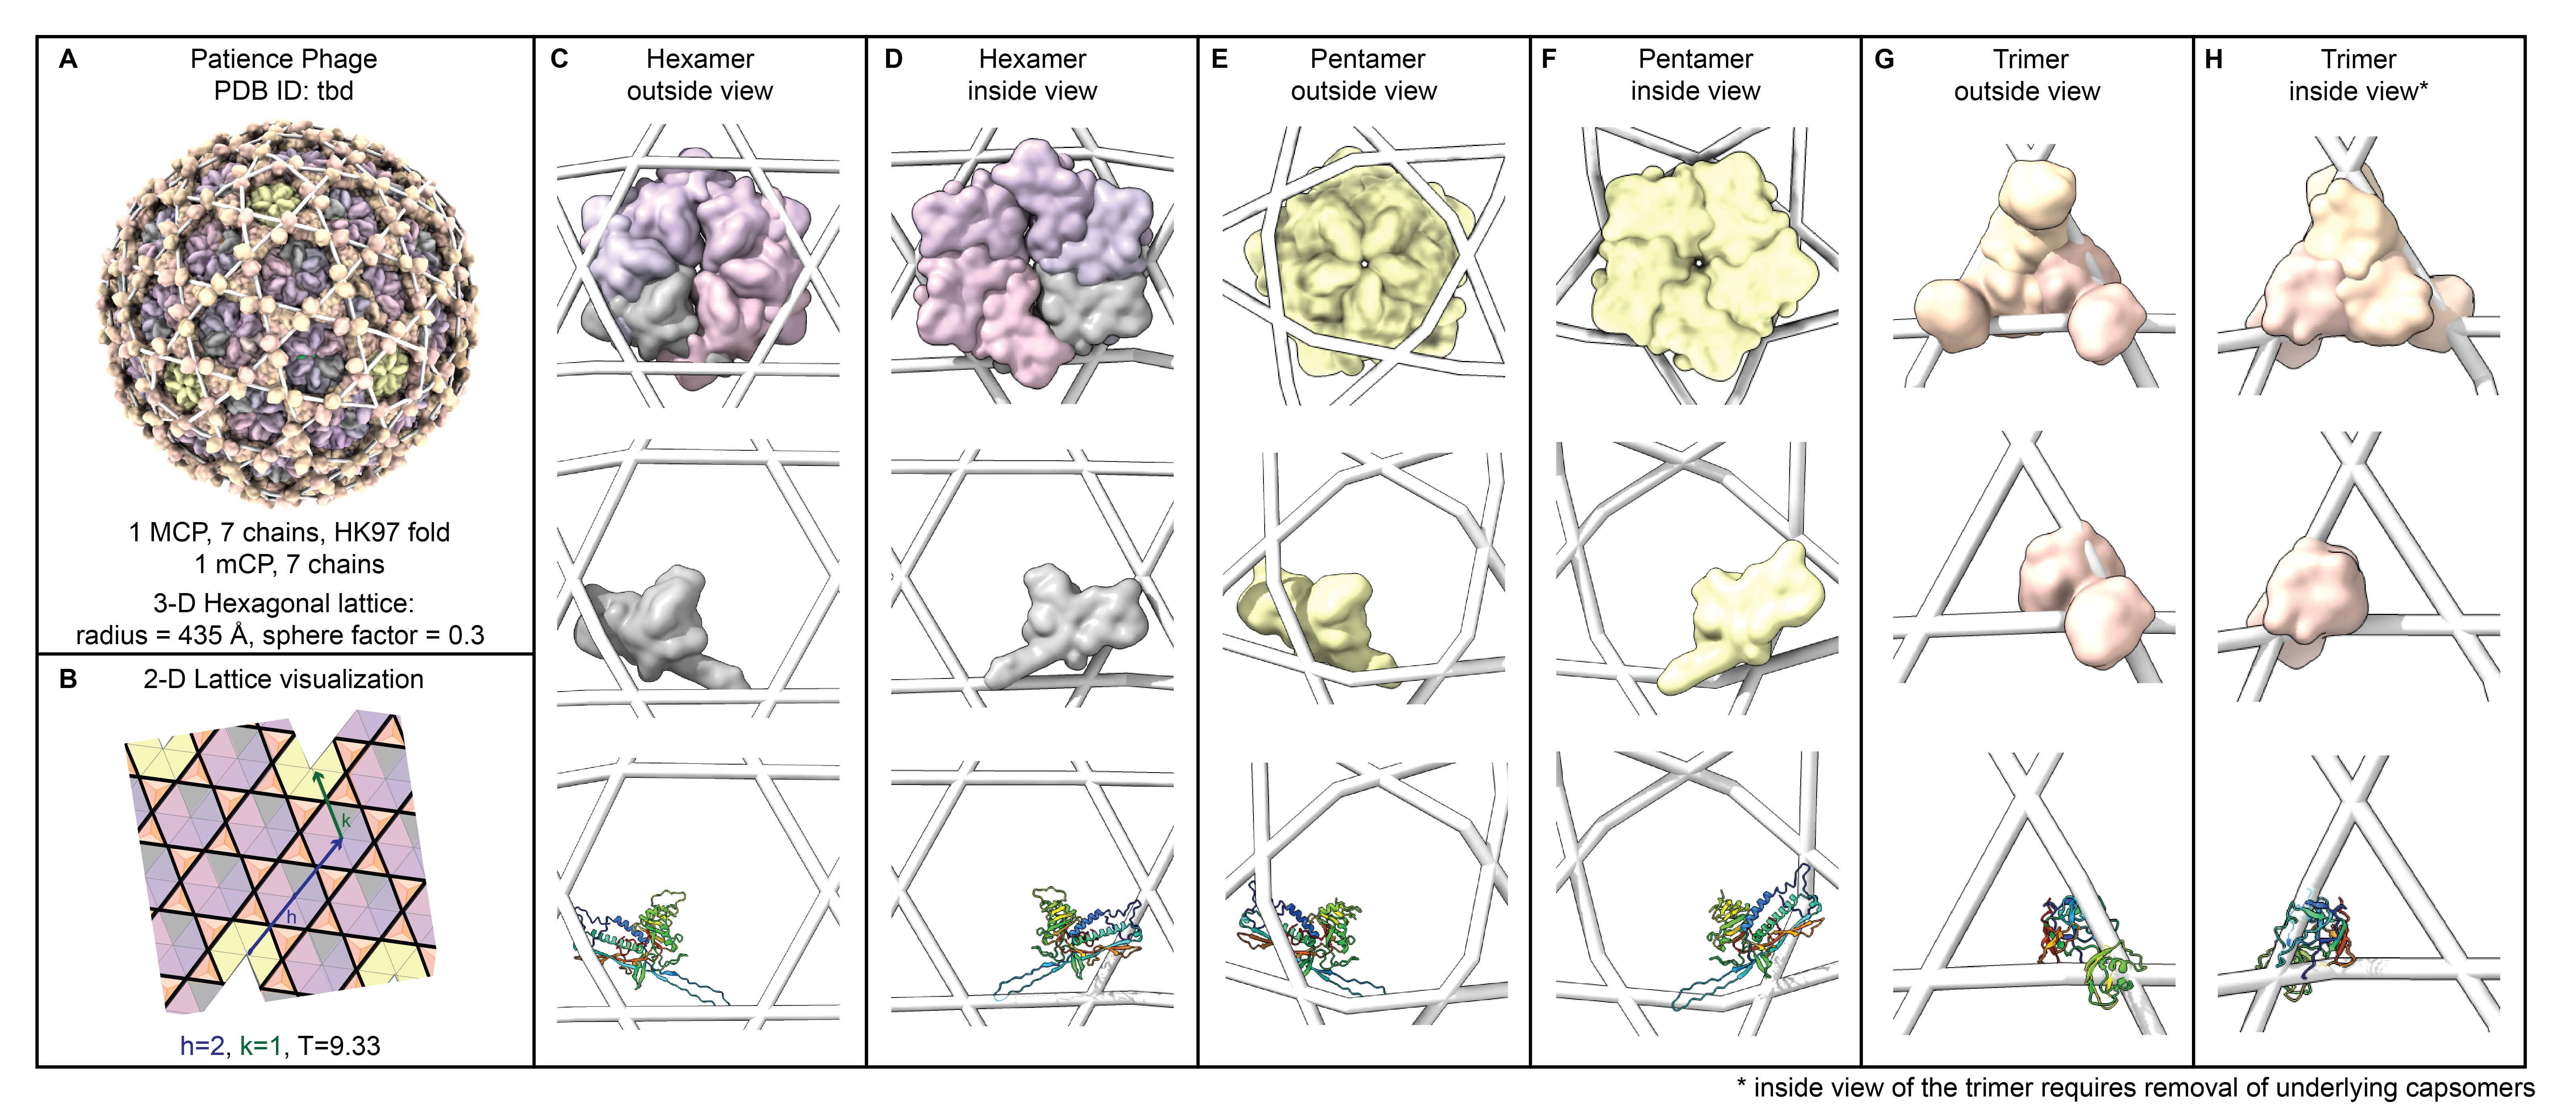 A
Patience Phage
PDB ID: tbd
1 MCP, 7 chains, HK97 fold
1 mCP, 7 chains
3-D Hexagonal lattice:
radius = 435 Å, sphere factor = 0.3
B
2-D Lattice visualization
k
h
h=2, k=1, T=9.33
C
Hexamer
outside view
D
Hexamer
inside view
E
Pentamer
outside view
F
Pentamer
inside view
G
Trimer
outside view
H
Trimer
inside view*
* inside view of the trimer requires removal of underlying capsomers